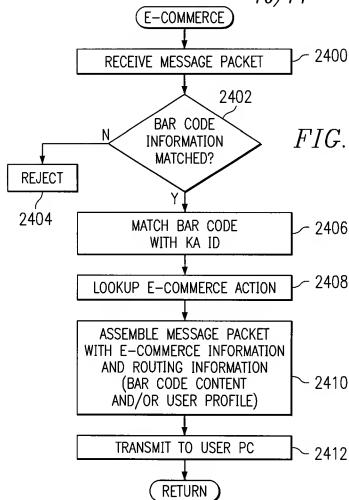 E-COMMERCE
RECEIVE MESSAGE PACKET
2400
2402
BAR CODE
INFORMATION
MATCHED?
N
FIG.
REJECT
2404
Y
MATCH BAR CODE
WITH KA ID
2406
LOOKUP E-COMMERCE ACTION
2408
ASSEMBLE MESSAGE PACKET
WITH E-COMMERCE INFORMATION
AND ROUTING INFORMATION
(BAR CODE CONTENT
AND/OR USER PROFILE)
2410
TRANSMIT TO USER PC
2412
RETURN